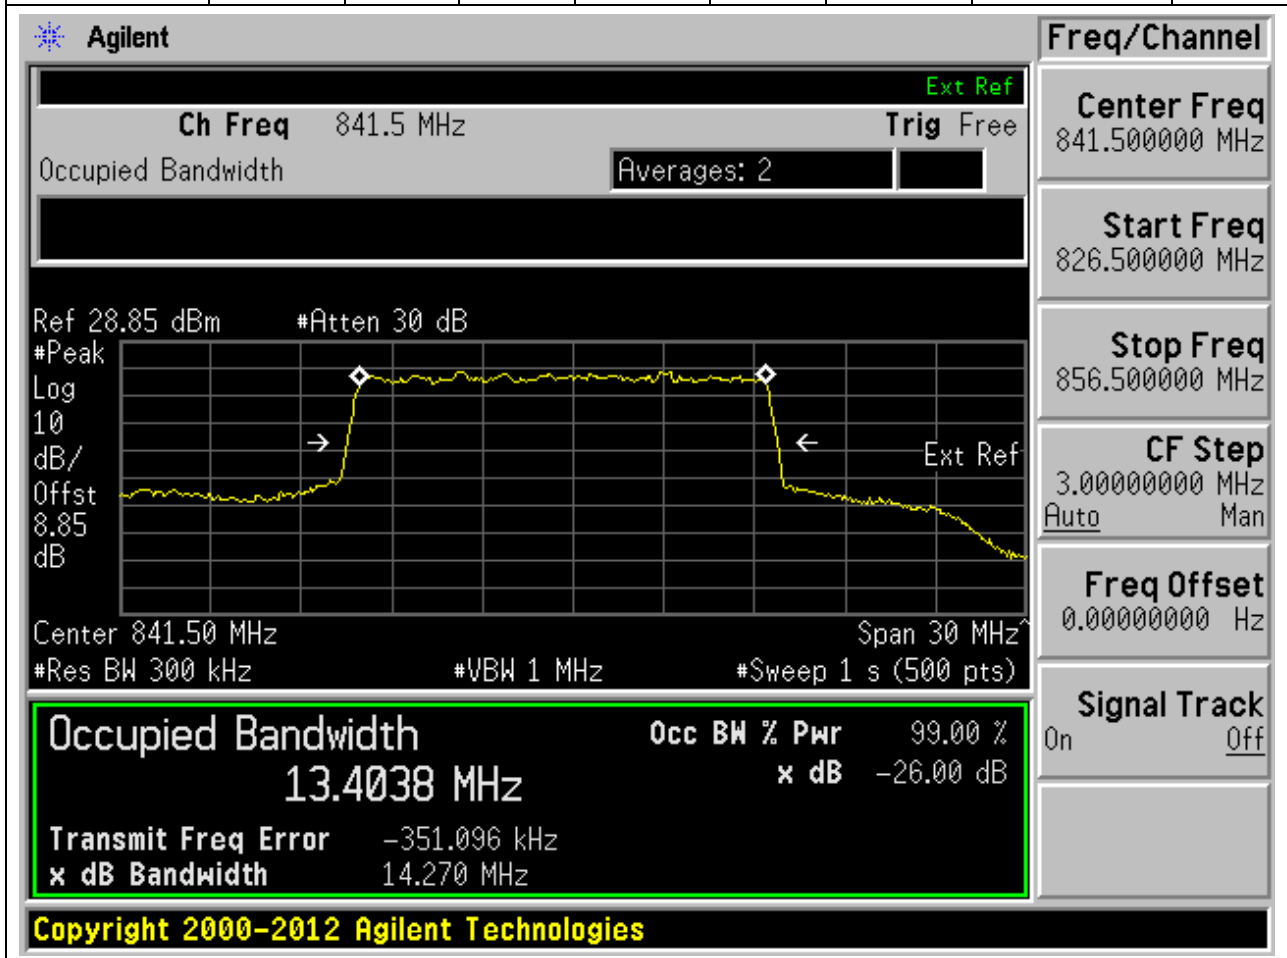 Agilent
Freq/Channel
Ext Ref
Ch Freq 841.5 MHz
Trig Free
Occupied Bandwidth
Averages: 2
Center Freq
841.500000 MHz
Start Freq
826.500000 MHz
Stop Freq
856.500000 MHz
CF Step
3.00000000 MHz
Auto Man
Freq Offset
0.00000000 Hz
Signal Track
On Off
Ref 28.85 dBm
#Atten 30 dB
#Peak
Log
10
dB/
Offst
8.85
dB
Ext Ref
Center 841.50 MHz
Span 30 MHz^
#Res BW 300 kHz
#VBW 1 MHz
#Sweep 1 s (500 pts)
Occupied Bandwidth
13.4038 MHz
Occ BW % Pwr 99.00 %
x dB -26.00 dB
Transmit Freq Error -351.096 kHz
x dB Bandwidth 14.270 MHz
Copyright 2000-2012 Agilent Technologies